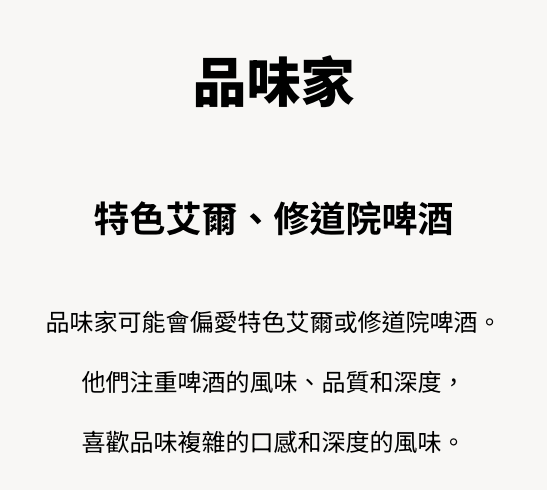 品味家
特色艾爾、修道院啤酒
品味家可能會偏愛特色艾爾或修道院啤酒。
他們注重啤酒的風味、品質和深度，
喜歡品味複雜的口感和深度的風味。